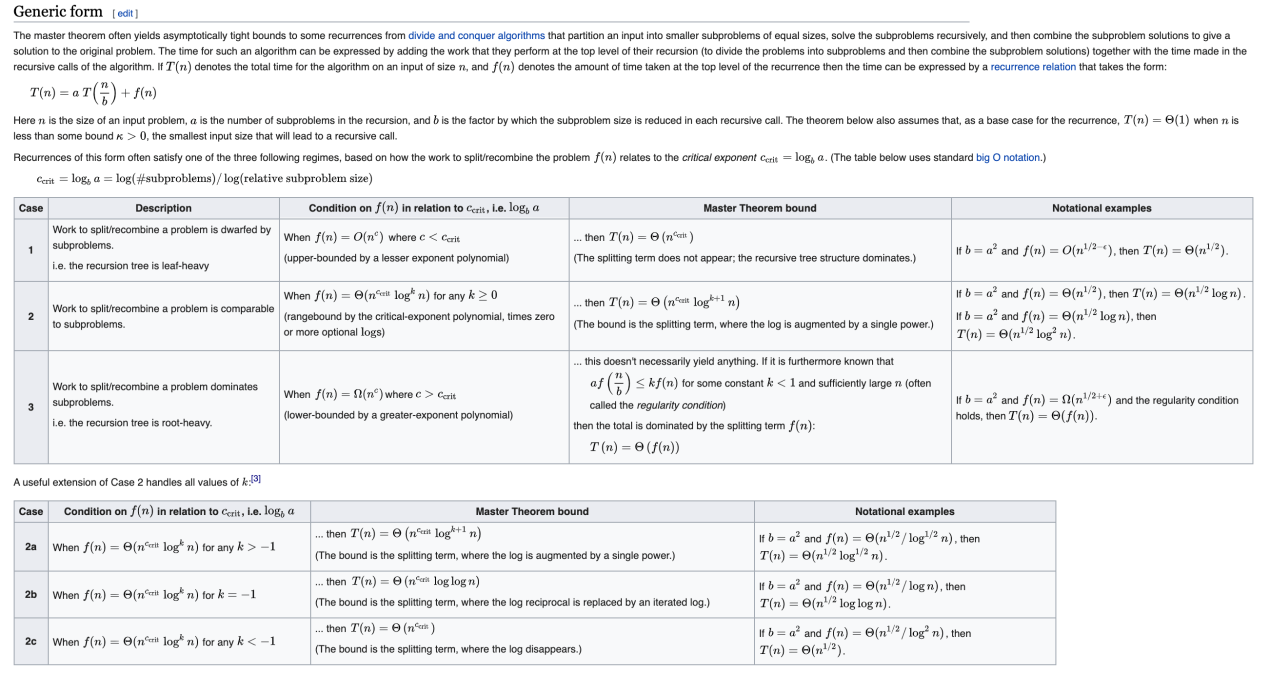 Generic form [ edit ]
The master theorem often yields asymptotically tight bounds to some recurrences from divide and conquer algorithms that partition an input into smaller subproblems of equal sizes, solve the subproblems recursively, and then combine the subproblem solutions to give a
solution to the original problem. The time for such an algorithm can be expressed by adding the work that they perform at the top level of their recursion (to divide the problems into subproblems and then combine the subproblem solutions) together with the time made in the
recursive calls of the algorithm. If T(n) denotes the total time for the algorithm on an input of size n, and f(n) denotes the amount of time taken at the top level of the recurrence then the time can be expressed by a recurrence relation that takes the form:
T(n) = a T(n/b) + f(n)
Here n is the size of an input problem, a is the number of subproblems in the recursion, and b is the factor by which the subproblem size is reduced in each recursive call. The theorem below also assumes that, as a base case for the recurrence, T(n) = Θ(1) when n is
less than some bound κ > 0, the smallest input size that will lead to a recursive call.
Recurrences of this form often satisfy one of the three following regimes, based on how the work to split/recombine the problem f(n) relates to the critical exponent c_crit = log_b a. (The table below uses standard big O notation.)
c_crit = log_b a = log(#subproblems)/log(relative subproblem size)
Case Description Condition on f(n) in relation to c_crit, i.e. log_b a Master Theorem bound Notational examples
1
Work to split/recombine a problem is dwarfed by
subproblems.
i.e. the recursion tree is leaf-heavy
When f(n) = O(n^c) where c < c_crit
(upper-bounded by a lesser exponent polynomial)
... then T(n) = Θ(n^{c_crit})
(The splitting term does not appear; the recursive tree structure dominates.)
If b = a^2 and f(n) = O(n^{1/2−ϵ}), then T(n) = Θ(n^{1/2}).
2
Work to split/recombine a problem is comparable
to subproblems.
When f(n) = Θ(n^{c_crit} log^k n) for any k ≥ 0
(rangebound by the critical-exponent polynomial, times zero
or more optional logs)
... then T(n) = Θ(n^{c_crit} log^{k+1} n)
(The bound is the splitting term, where the log is augmented by a single power.)
If b = a^2 and f(n) = Θ(n^{1/2}), then T(n) = Θ(n^{1/2} log n).
If b = a^2 and f(n) = Θ(n^{1/2} log n), then
T(n) = Θ(n^{1/2} log^2 n).
3
Work to split/recombine a problem dominates
subproblems.
i.e. the recursion tree is root-heavy.
When f(n) = Ω(n^c) where c > c_crit
(lower-bounded by a greater-exponent polynomial)
... this doesn't necessarily yield anything. If it is furthermore known that
af(n/b) ≤ kf(n) for some constant k < 1 and sufficiently large n (often
called the regularity condition)
then the total is dominated by the splitting term f(n):
T(n) = Θ(f(n))
If b = a^2 and f(n) = Ω(n^{1/2+ϵ}) and the regularity condition
holds, then T(n) = Θ(f(n)).
A useful extension of Case 2 handles all values of k:[3]
Case Condition on f(n) in relation to c_crit, i.e. log_b a Master Theorem bound Notational examples
2a
When f(n) = Θ(n^{c_crit} log^k n) for any k > −1
... then T(n) = Θ(n^{c_crit} log^{k+1} n)
(The bound is the splitting term, where the log is augmented by a single power.)
If b = a^2 and f(n) = Θ(n^{1/2}/log^{1/2} n), then
T(n) = Θ(n^{1/2} log^{1/2} n).
2b
When f(n) = Θ(n^{c_crit} log^k n) for k = −1
... then T(n) = Θ(n^{c_crit} log log n)
(The bound is the splitting term, where the log reciprocal is replaced by an iterated log.)
If b = a^2 and f(n) = Θ(n^{1/2}/log n), then
T(n) = Θ(n^{1/2} log log n).
2c
When f(n) = Θ(n^{c_crit} log^k n) for any k < −1
... then T(n) = Θ(n^{c_crit})
(The bound is the splitting term, where the log disappears.)
If b = a^2 and f(n) = Θ(n^{1/2}/log^2 n), then
T(n) = Θ(n^{1/2}).